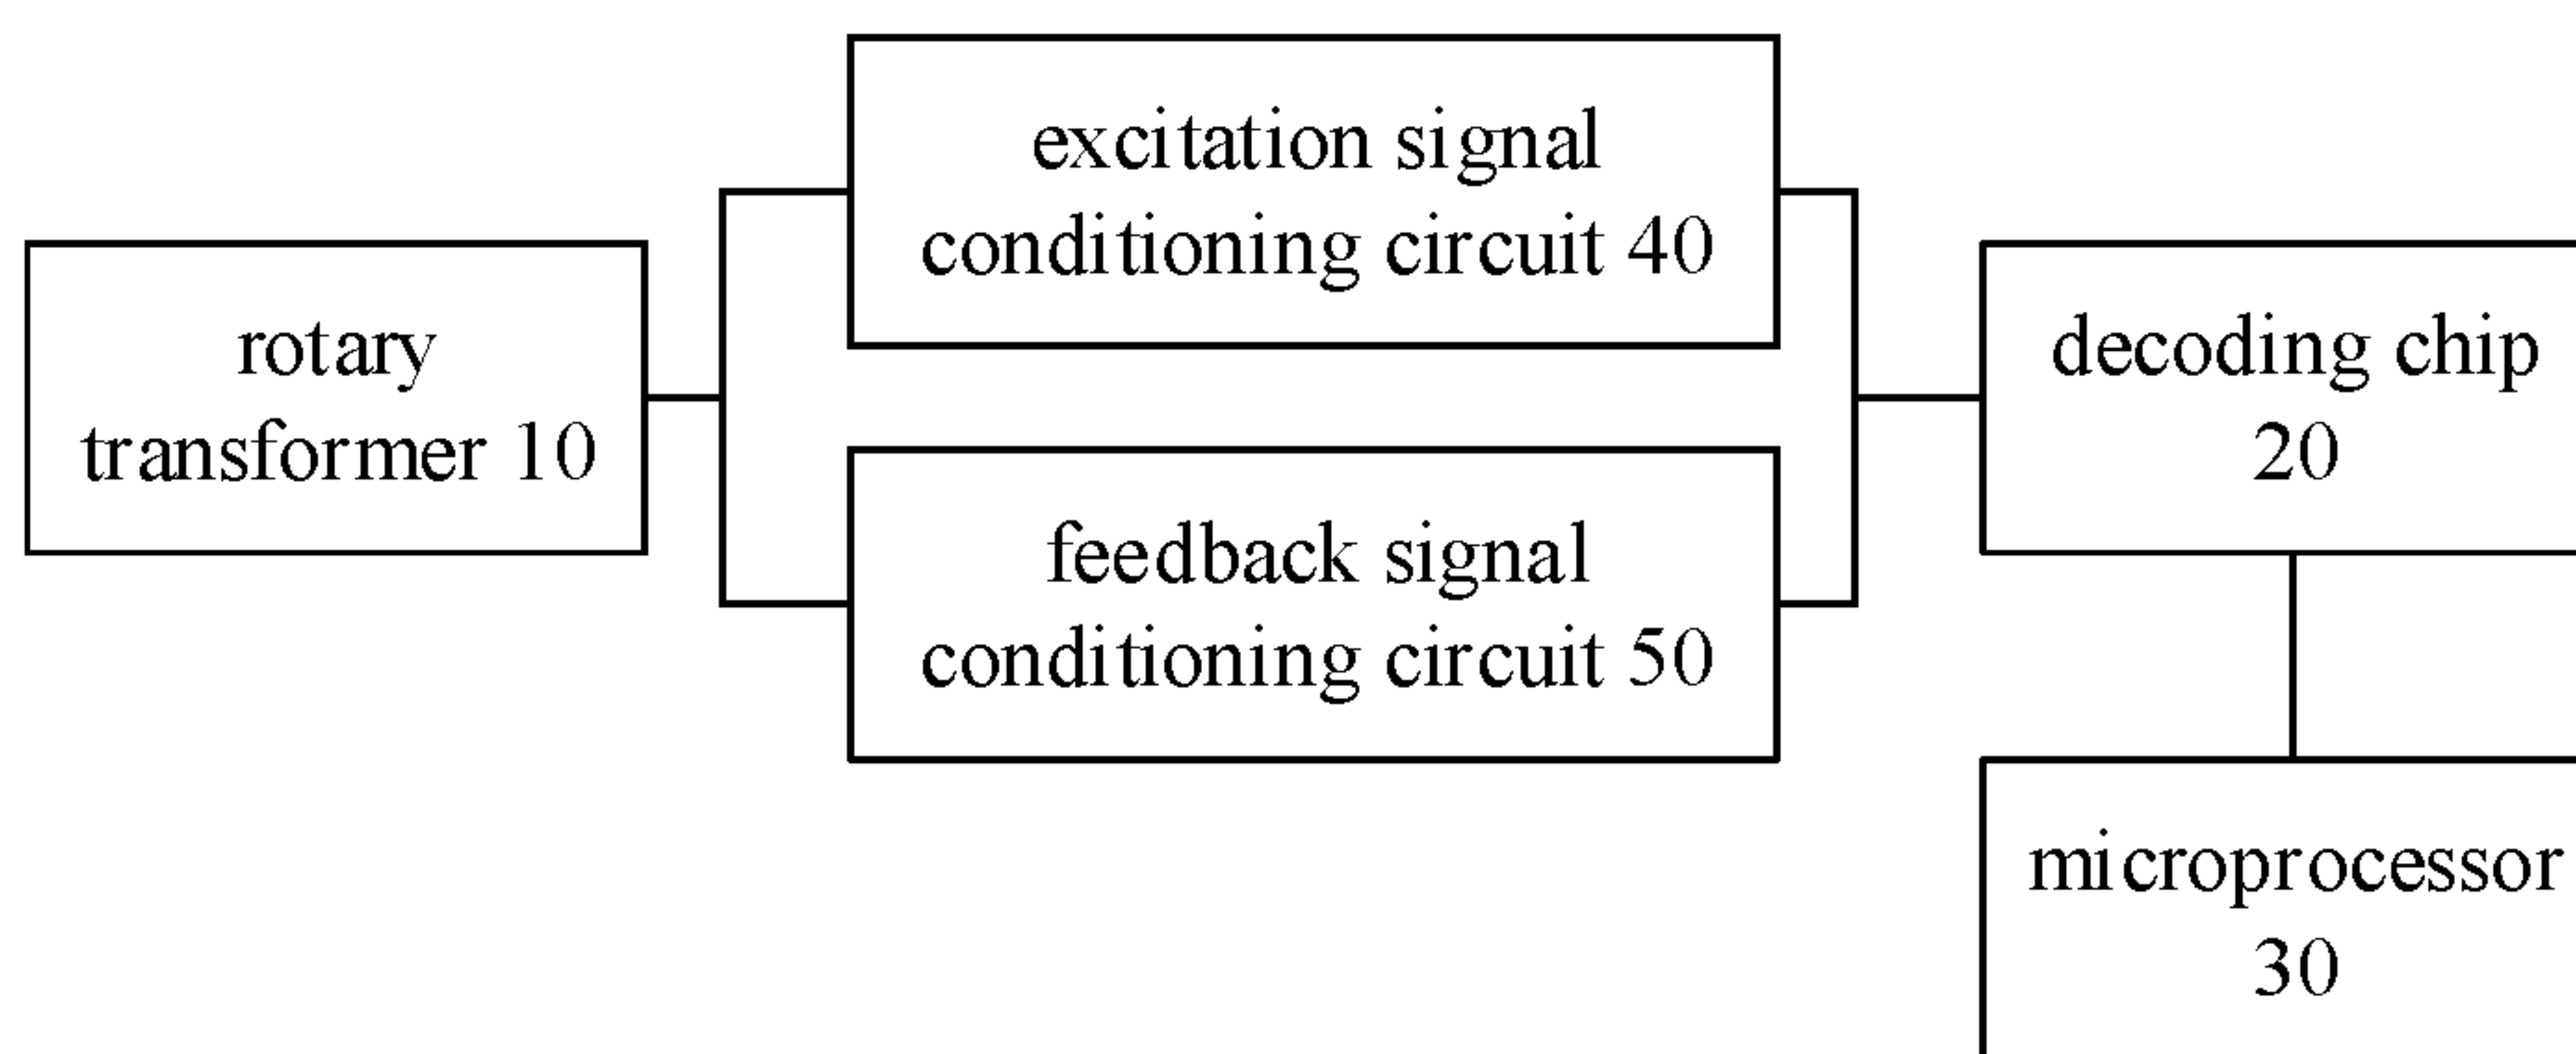 excitation signal
conditioning circuit 40
rotary
transformer 10
decoding chip
20
feedback signal
conditioning circuit 50
microprocessor
30